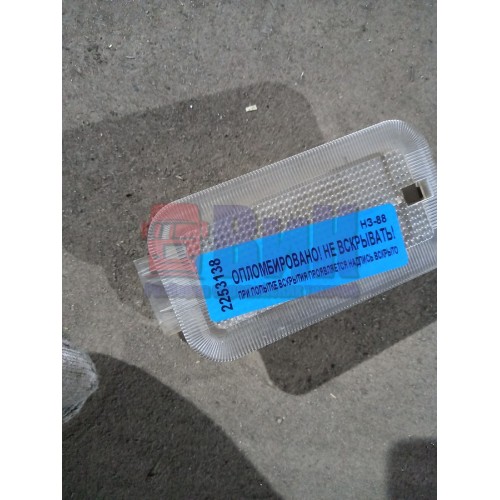 НЗ-88
ОПЛОМБИРОВАНО! НЕ ВСКРЫВАТЬ!
ПРИ ПОПЫТКЕ ВСКРЫТИЯ ПРОЯВЛЯЕТСЯ НАДПИСЬ ВСКРЫТО
2253138